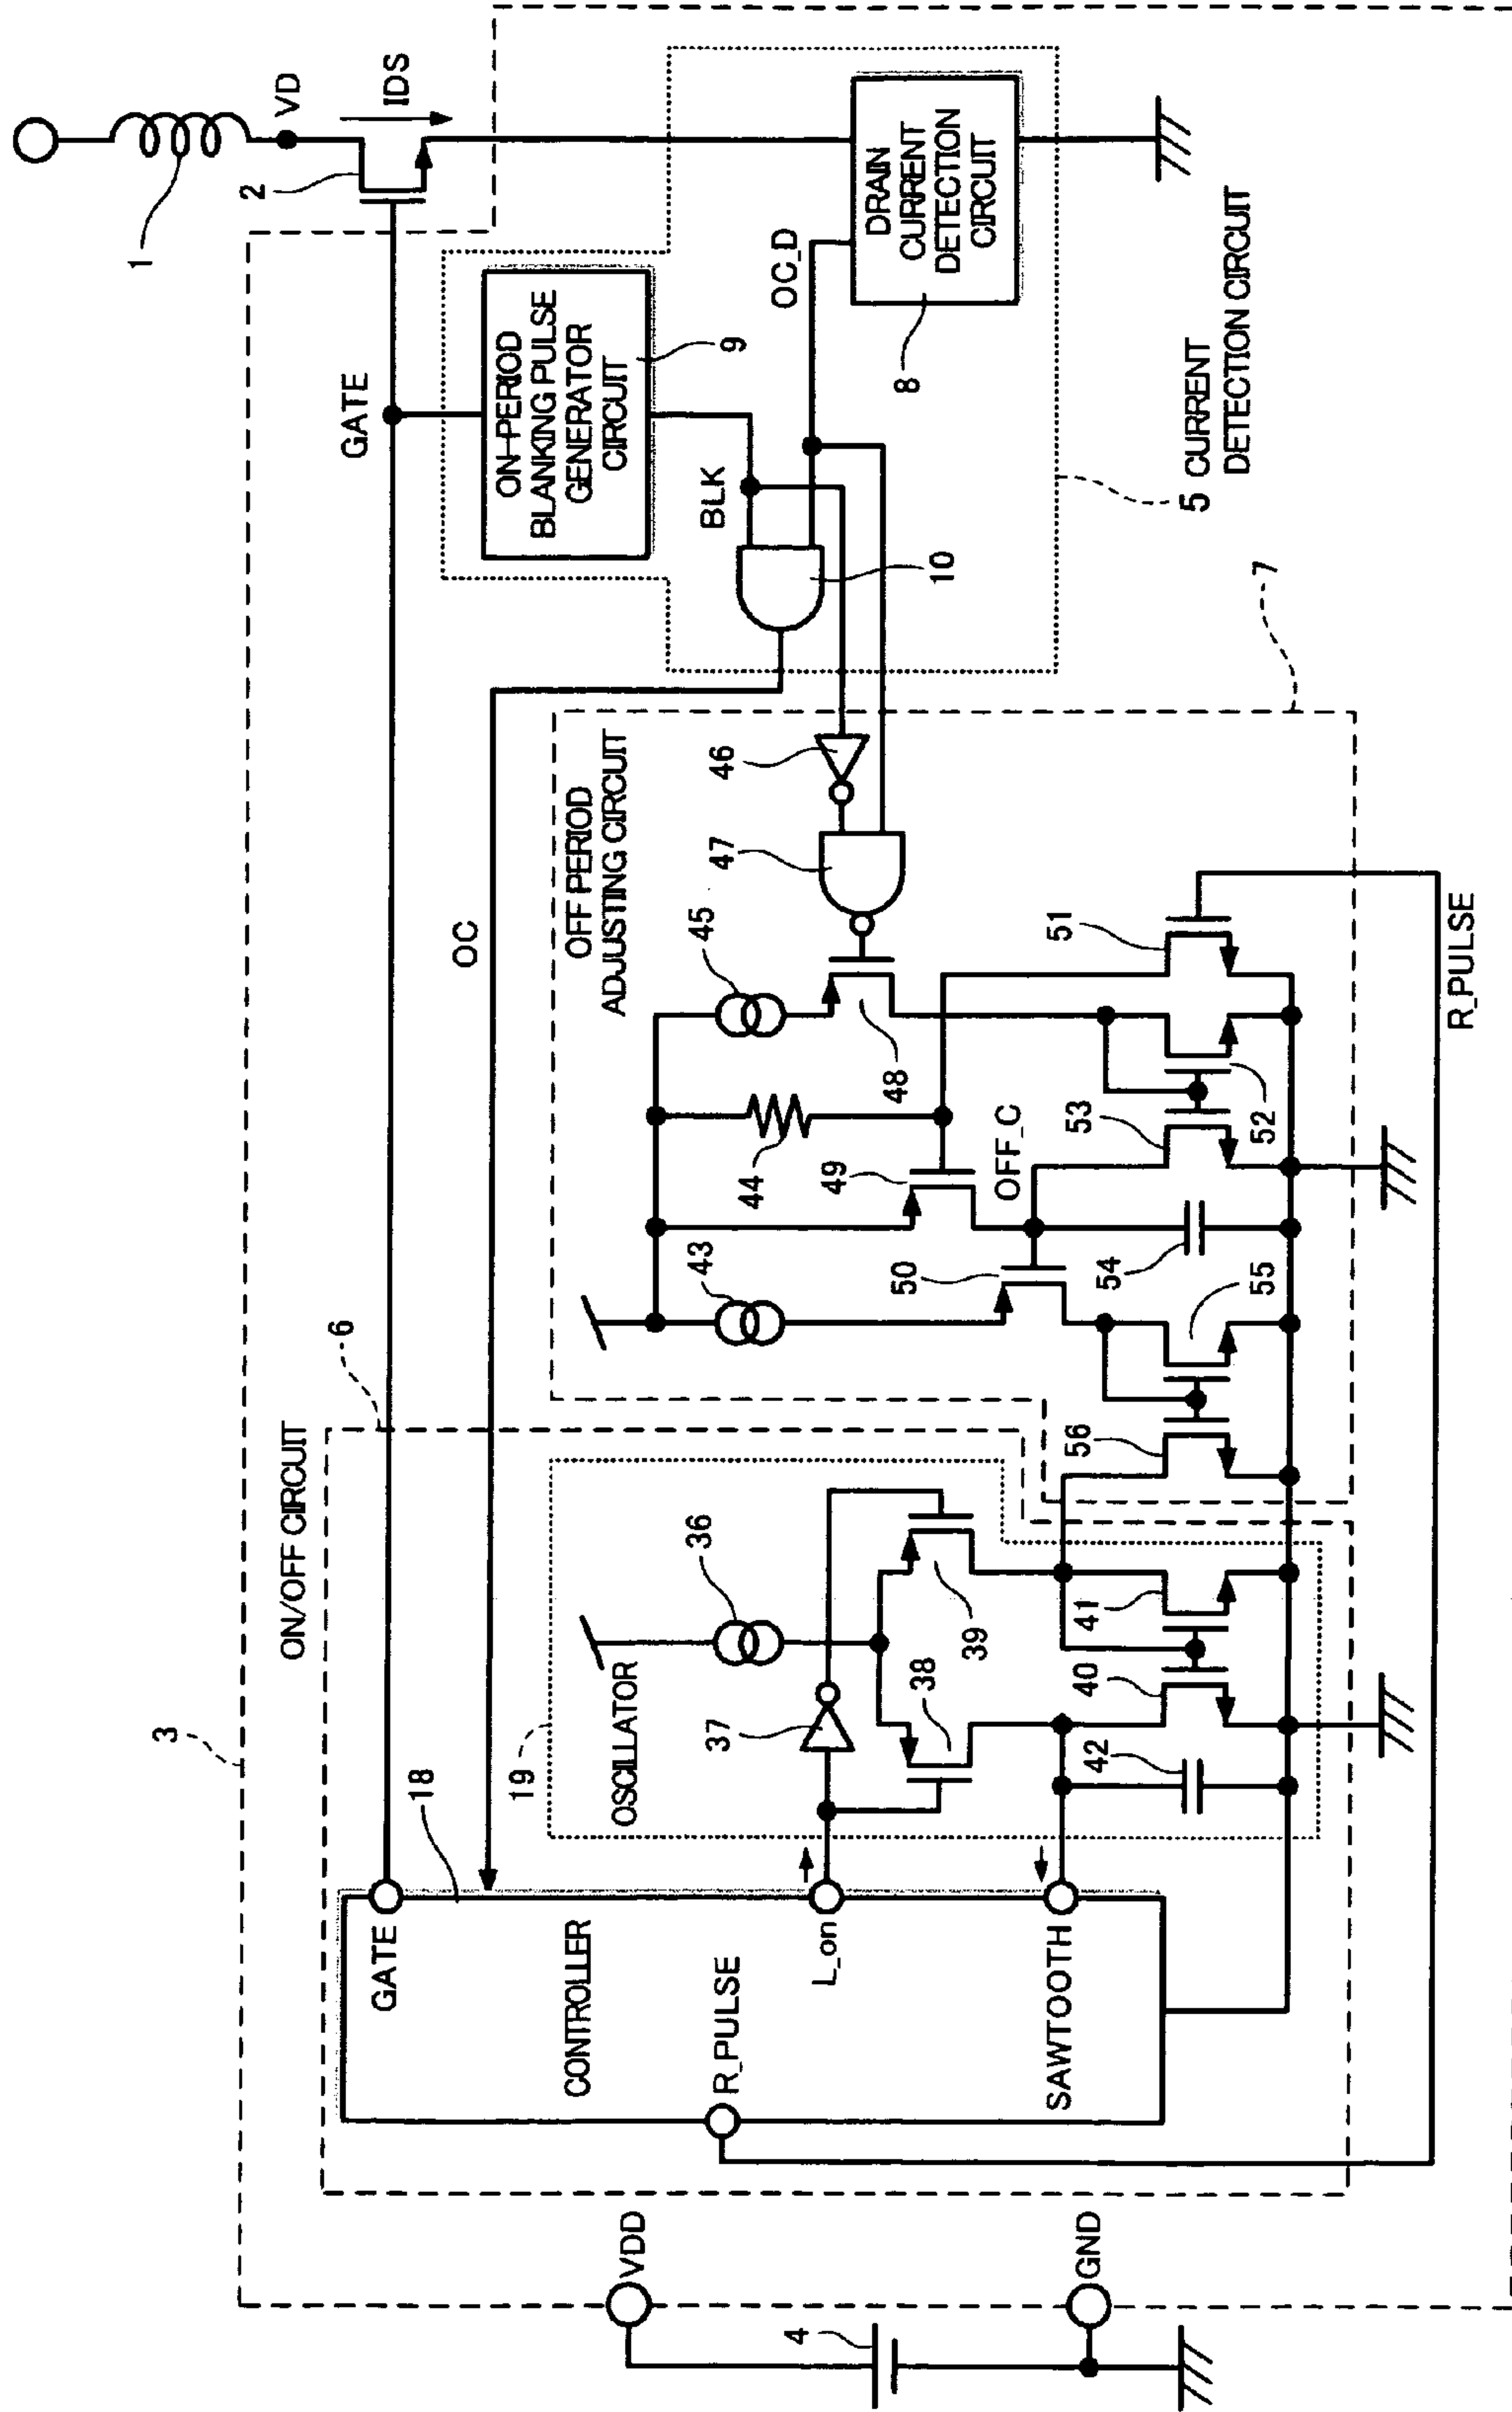 3
ON/OFF CIRCUIT
6
GATE
1
2
VD
IDS
VDD
4
GND
GATE
18
CONTROLLER
R_PULSE
L_on
SAWTOOTH
19
OSCILLATOR
36
37
38
39
40
41
42
OC
OFF PERIOD
ADJUSTING CIRCUIT
7
43
44
45
46
47
48
49
50
OFF_C
51
52
53
54
55
56
R_PULSE
ON-PERIOD
BLANKING PULSE
GENERATOR
CIRCUIT
9
BLK
10
OC_D
DRAIN
CURRENT
DETECTION
CIRCUIT
8
5 CURRENT
DETECTION CIRCUIT